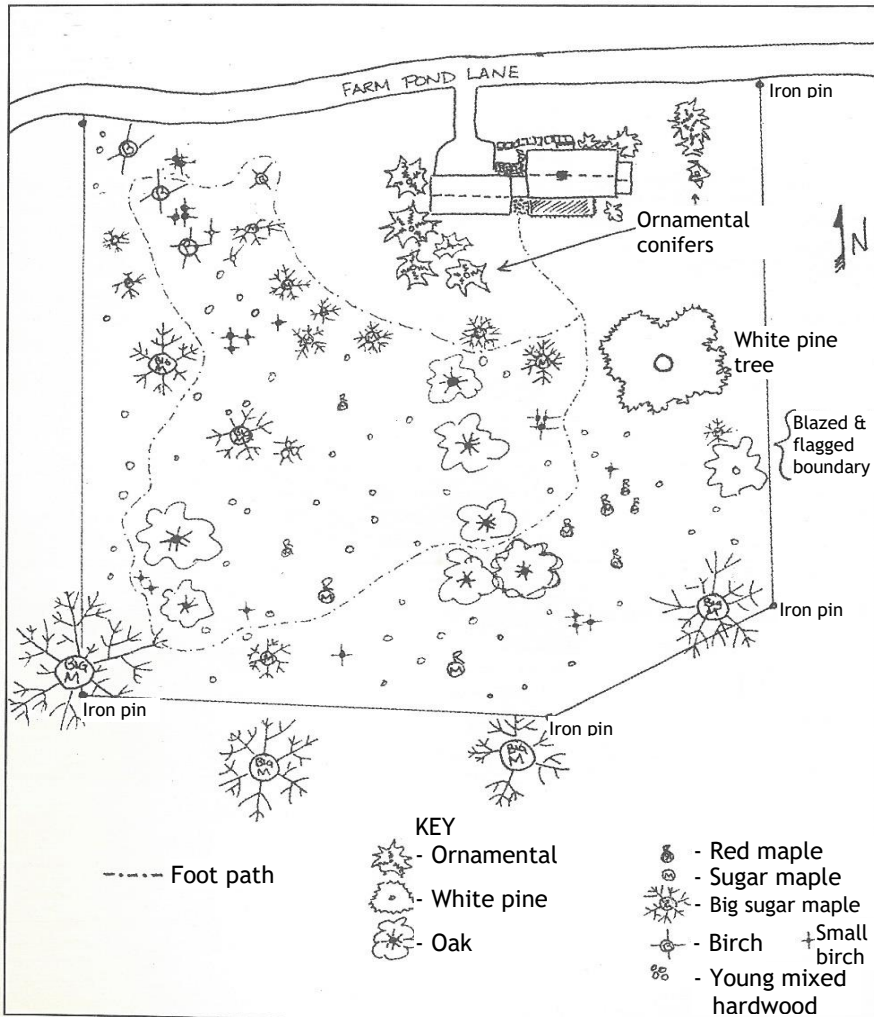 FARM POND LANE
Iron pin
Ornamental
conifers
N
White pine
tree
Blazed &
flagged
boundary
BIG
M
BIG
M
BIG
M
Iron pin
Iron pin
Iron pin
BIG
M
BIG
M
KEY
Foot path
- Ornamental
- White pine
- Oak
- Red maple
- Sugar maple
- Big sugar maple
- Birch
Small
birch
- Young mixed
hardwood